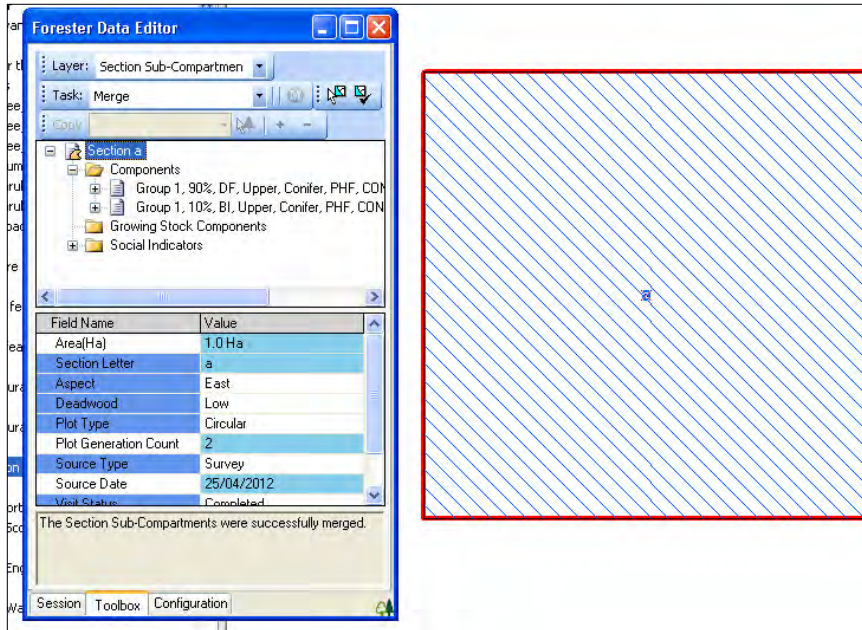 Forester Data Editor
Layer: Section Sub-Compartmen
Task: Merge
Copy
Section a
Components
Group 1, 90%, DF, Upper, Conifer, PHF, CON
Group 1, 10%, BI, Upper, Conifer, PHF, CON
Growing Stock Components
Social Indicators
Field Name Value
Area(Ha) 1.0 Ha
Section Letter a
Aspect East
Deadwood Low
Plot Type Circular
Plot Generation Count 2
Source Type Survey
Source Date 25/04/2012
Visit Status Completed
The Section Sub-Compartments were successfully merged.
Session Toolbox Configuration